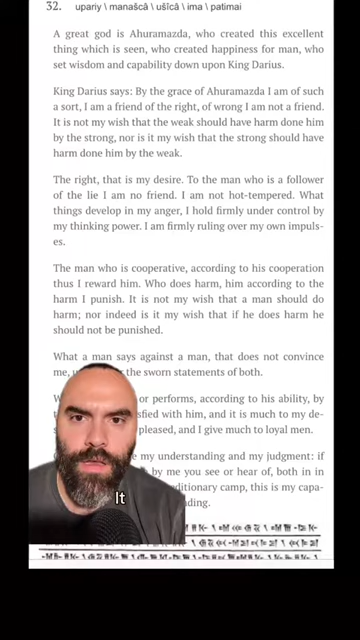 32. upariy \ manašcâ \ ušîcâ \ ima \ patimai
A great god is Ahuramazda, who created this excellent
thing which is seen, who created happiness for man, who
set wisdom and capability down upon King Darius.
King Darius says: By the grace of Ahuramazda I am of such
a sort, I am a friend of the right, of wrong I am not a friend.
It is not my wish that the weak should have harm done him
by the strong, nor is it my wish that the strong should have
harm done him by the weak.
The right, that is my desire. To the man who is a follower
of the lie I am no friend. I am not hot-tempered. What
things develop in my anger, I hold firmly under control by
my thinking power. I am firmly ruling over my own impuls-
es.
The man who is cooperative, according to his cooperation
thus I reward him. Who does harm, him according to the
harm I punish. It is not my wish that a man should do
harm; nor indeed is it my wish that if he does harm he
should not be punished.
What a man says against a man, that does not convince
me, the sworn statements of both.
or performs, according to his ability, by
with him, and it is much to my de-
pleased, and I give much to loyal men.
my understanding and my judgment: if
by me you see or hear of, both in
camp, this is my capa-
It